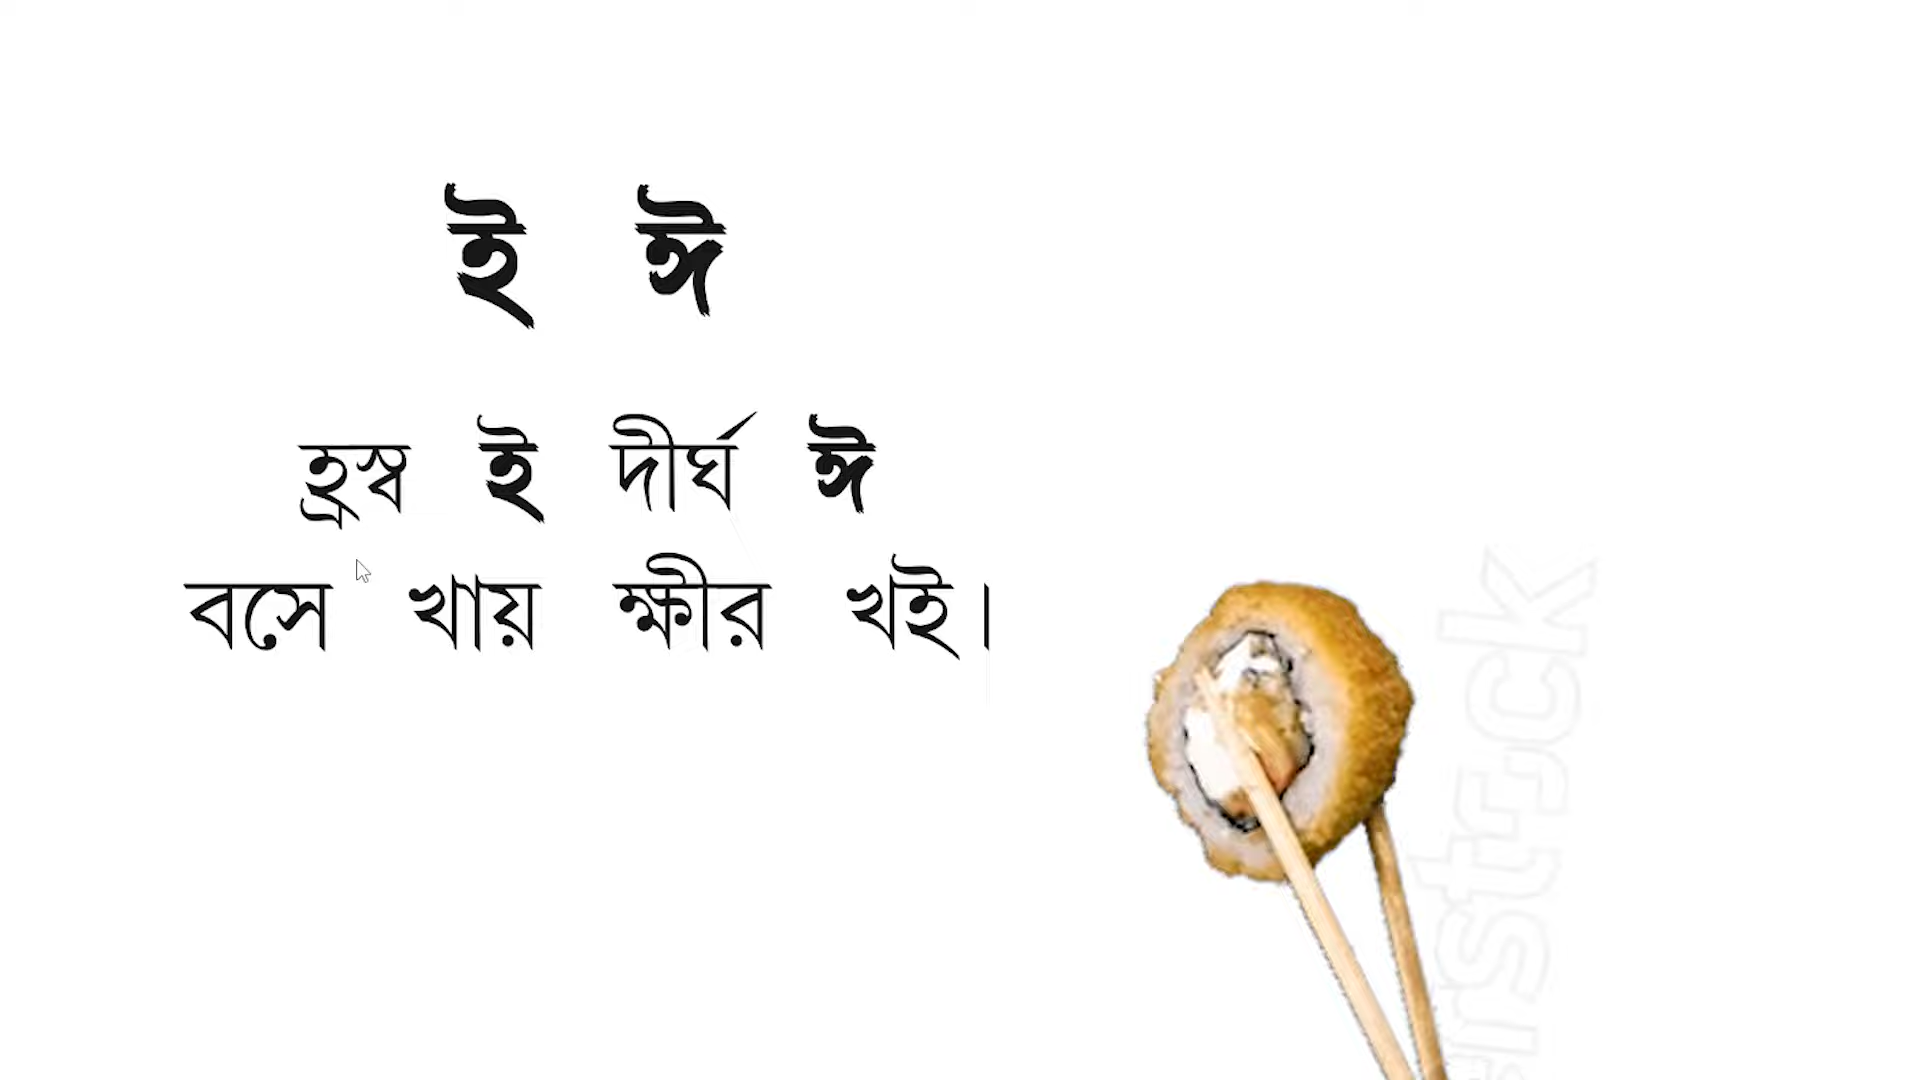 ই ঈ
হ্রস্ব ই দীর্ঘ ঈ
বসে খায় ক্ষীর খই।